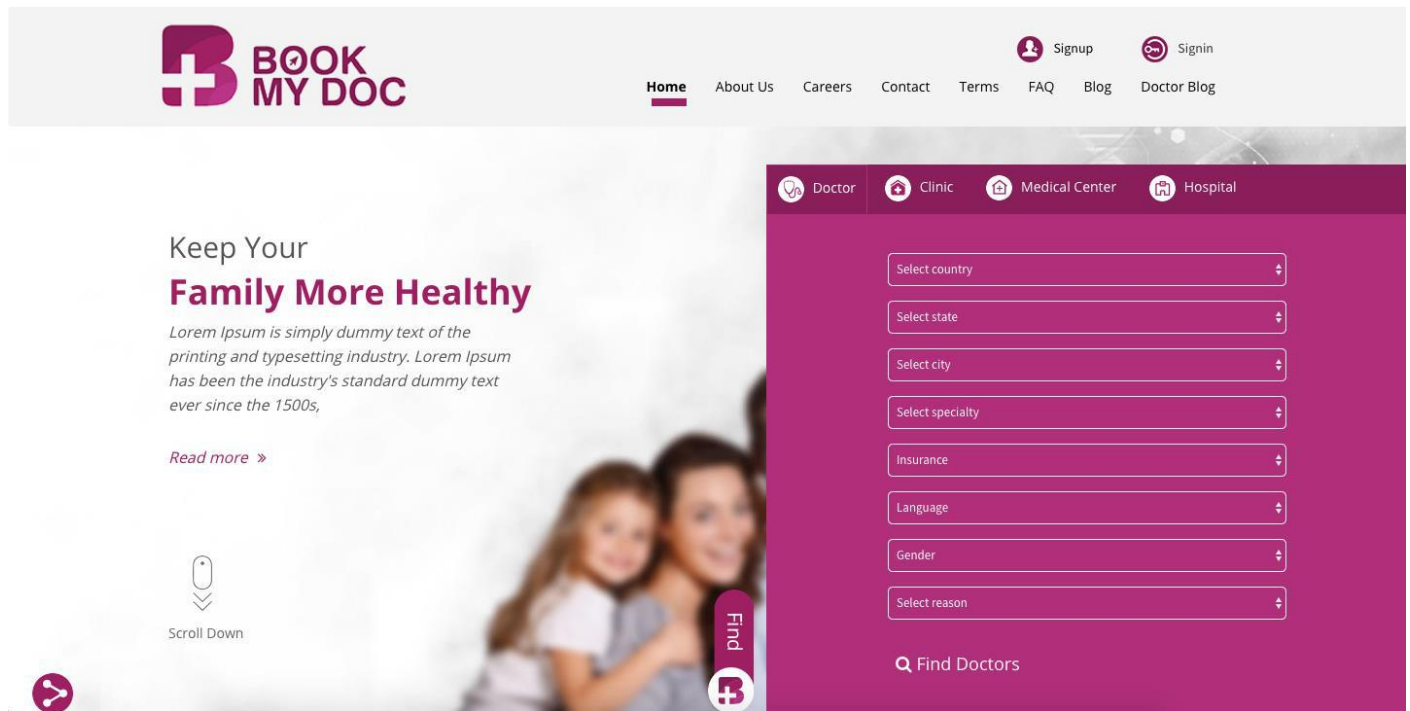 BOOK
MY DOC
Signup
Signin
Home
About Us
Careers
Contact
Terms
FAQ
Blog
Doctor Blog
Keep Your
Family More Healthy
Lorem Ipsum is simply dummy text of the
printing and typesetting industry. Lorem Ipsum
has been the industry's standard dummy text
ever since the 1500s,
Read more »
Scroll Down
Find
Doctor
Clinic
Medical Center
Hospital
Select country
Select state
Select city
Select specialty
Insurance
Language
Gender
Select reason
Find Doctors